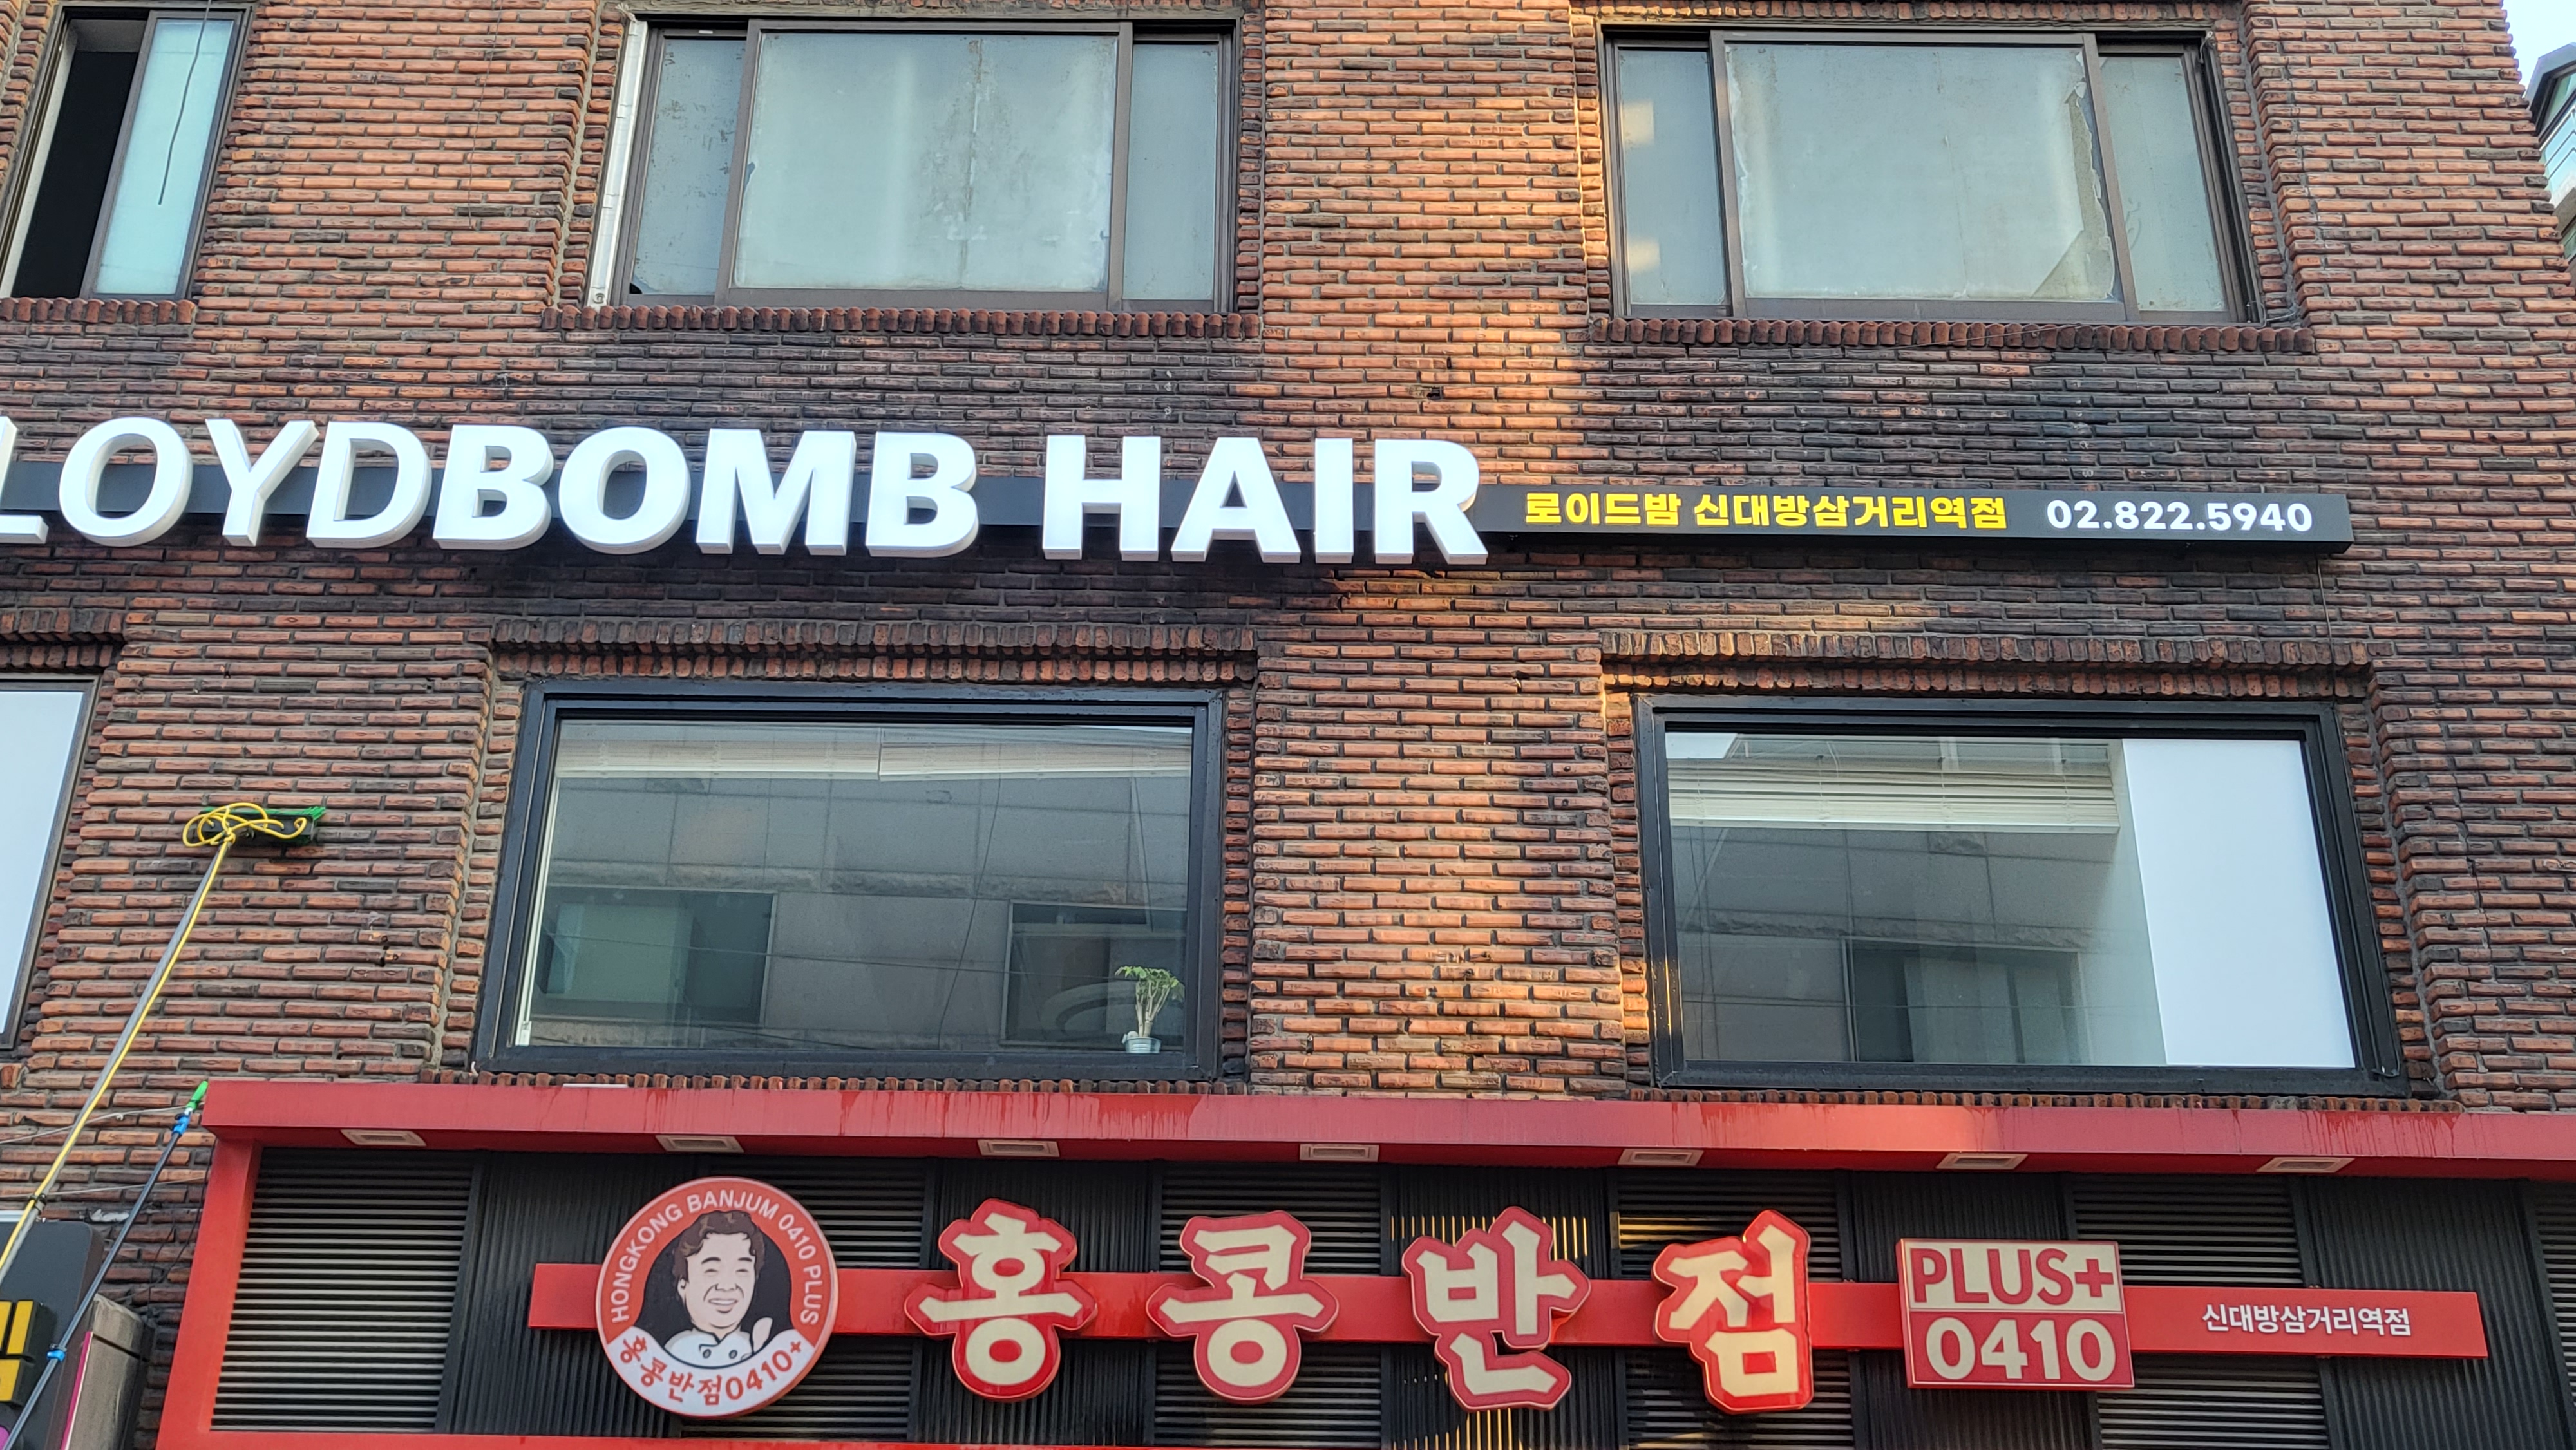 LOYDBOMB HAIR 로이드밤 신대방삼거리역점 02.822.5940
HONGKONG BANJUM 0410 PLUS
홍콩반점0410+
홍콩반점
PLUS+
0410
신대방삼거리역점